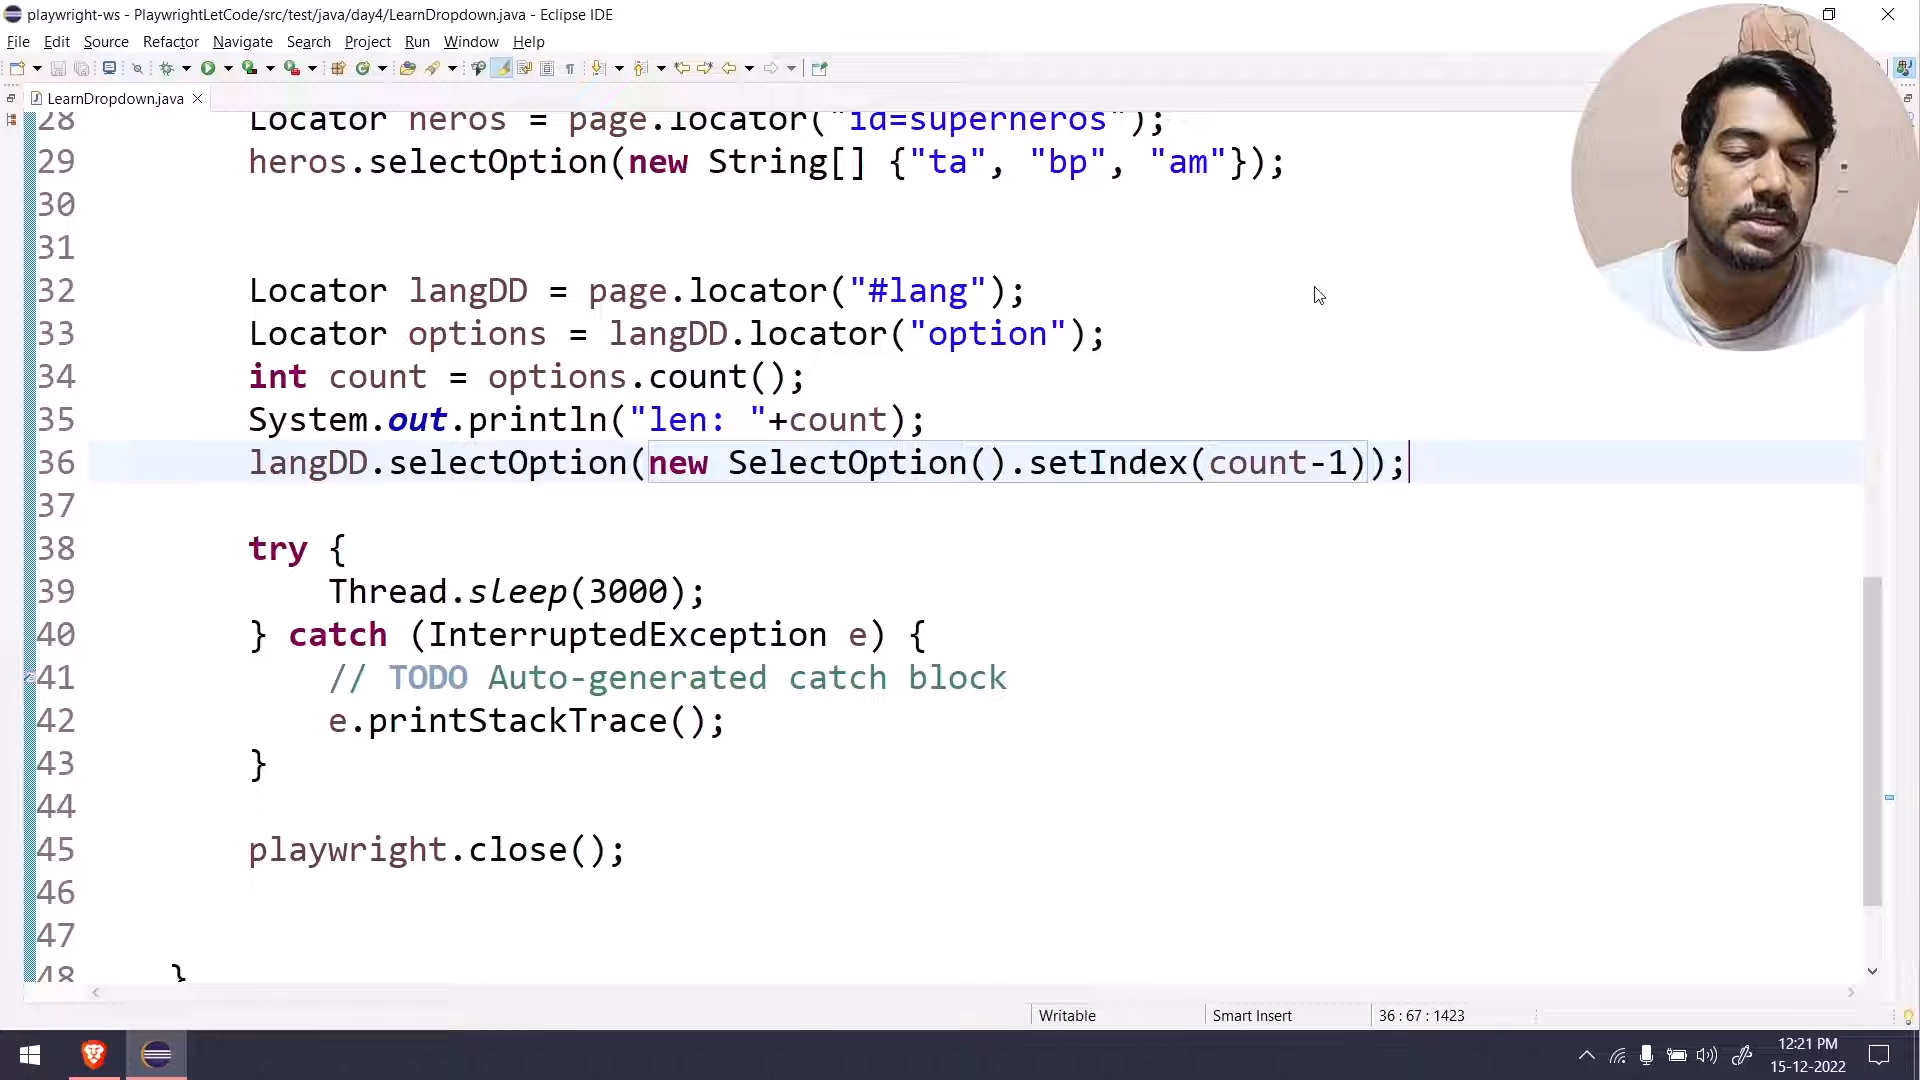 playwright-ws - PlaywrightLetCode/src/test/java/day4/LearnDropdown.java - Eclipse IDE
File Edit Source Refactor Navigate Search Project Run Window Help
LearnDropdown.java
28 Locator heros = page.locator("id=superheros");
29 heros.selectOption(new String[] {"ta", "bp", "am"});
30
31
32 Locator langDD = page.locator("#lang");
33 Locator options = langDD.locator("option");
34 int count = options.count();
35 System.out.println("len: "+count);
36 langDD.selectOption(new SelectOption().setIndex(count-1));
37
38 try {
39 Thread.sleep(3000);
40 } catch (InterruptedException e) {
41 // TODO Auto-generated catch block
42 e.printStackTrace();
43 }
44
45 playwright.close();
46
47
48 }
Writable Smart Insert 36 : 67 : 1423
12:21 PM
15-12-2022